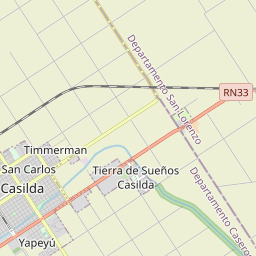 Departamento San Lorenzo
RN33
Timmerman
San Carlos
Casilda
Tierra de Sueños
Casilda
Departamento Caseros
Yapeyú